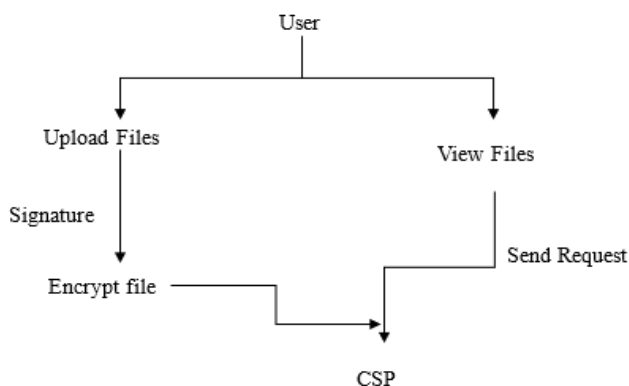 User
Upload Files
View Files
Signature
Send Request
Encrypt file
CSP